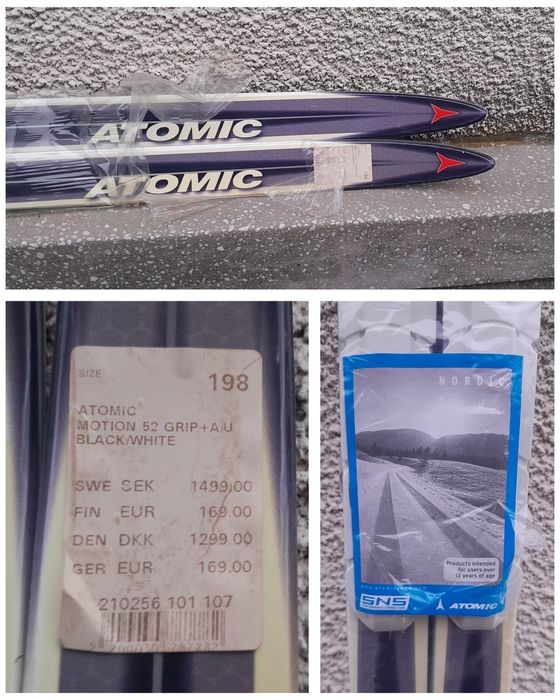 ATOMIC
ATOMIC
SIZE 198
ATOMIC
MOTION 52 GRIP+A/U
BLACK/WHITE
SWE SEK 1499.00
FIN EUR 169.00
DEN DKK 1299.00
GER EUR 169.00
210256 101 107
NORDIC
Products intended
for users over
13 years of age
SNS
ATOMIC